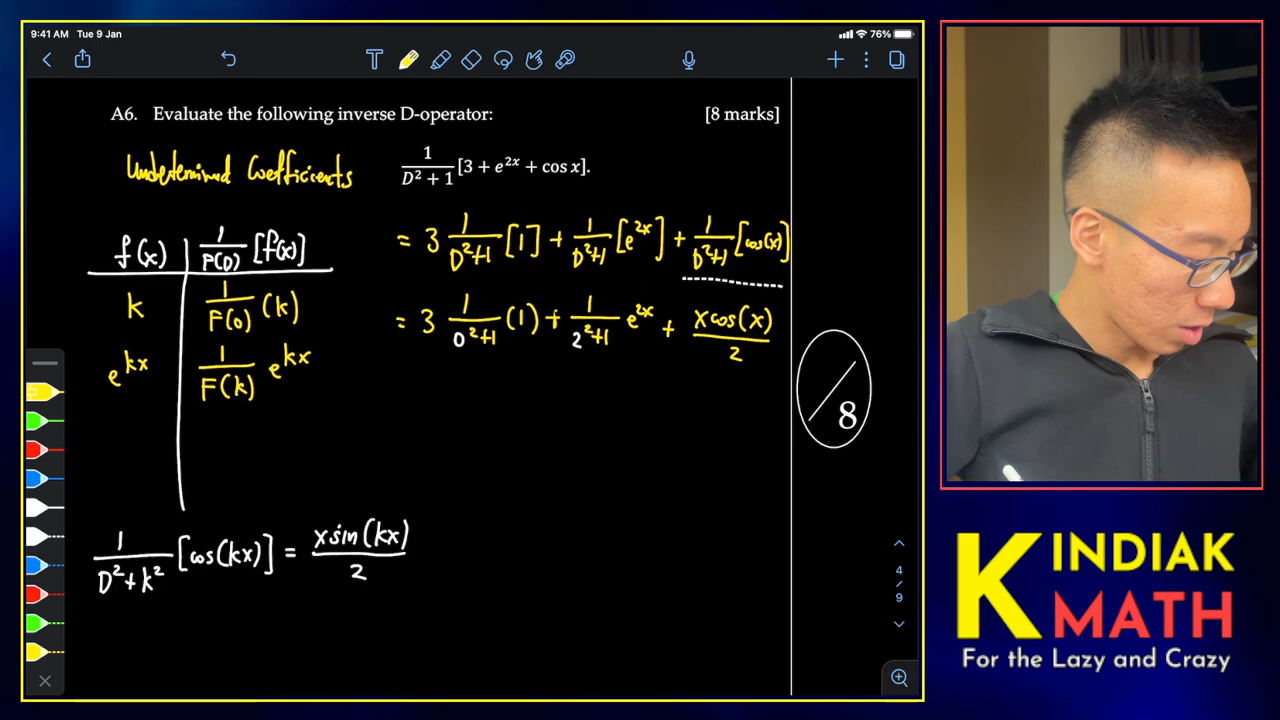 9:41 AM Tue 9 Jan 76%
A6. Evaluate the following inverse D-operator: [8 marks]
Undetermined Coefficients
1/(D² + 1) [3 + e^{2x} + cos x].
f(x) | 1/F(D) [f(x)]
k | 1/F(0) (k)
e^{kx} | 1/F(k) e^{kx}
= 3 1/(D²+1) [1] + 1/(D²+1) [e^{2x}] + 1/(D²+1) [cos(x)]
= 3 1/(0²+1) (1) + 1/(2²+1) e^{2x} + xcos(x)/2
8
1/(D²+k²) [cos(kx)] = xsin(kx)/2
4/9
KINDIAK
MATH
For the Lazy and Crazy